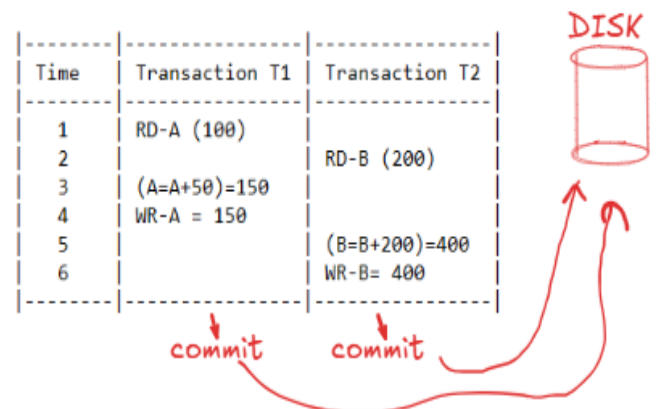 DISK
|--------|----------------|----------------|
| Time | Transaction T1 | Transaction T2 |
|--------|----------------|----------------|
| 1 | RD-A (100) | |
| 2 | | RD-B (200) |
| 3 | (A=A+50)=150 | |
| 4 | WR-A = 150 | |
| 5 | | (B=B+200)=400 |
| 6 | | WR-B= 400 |
|--------|----------------|----------------|
commit commit